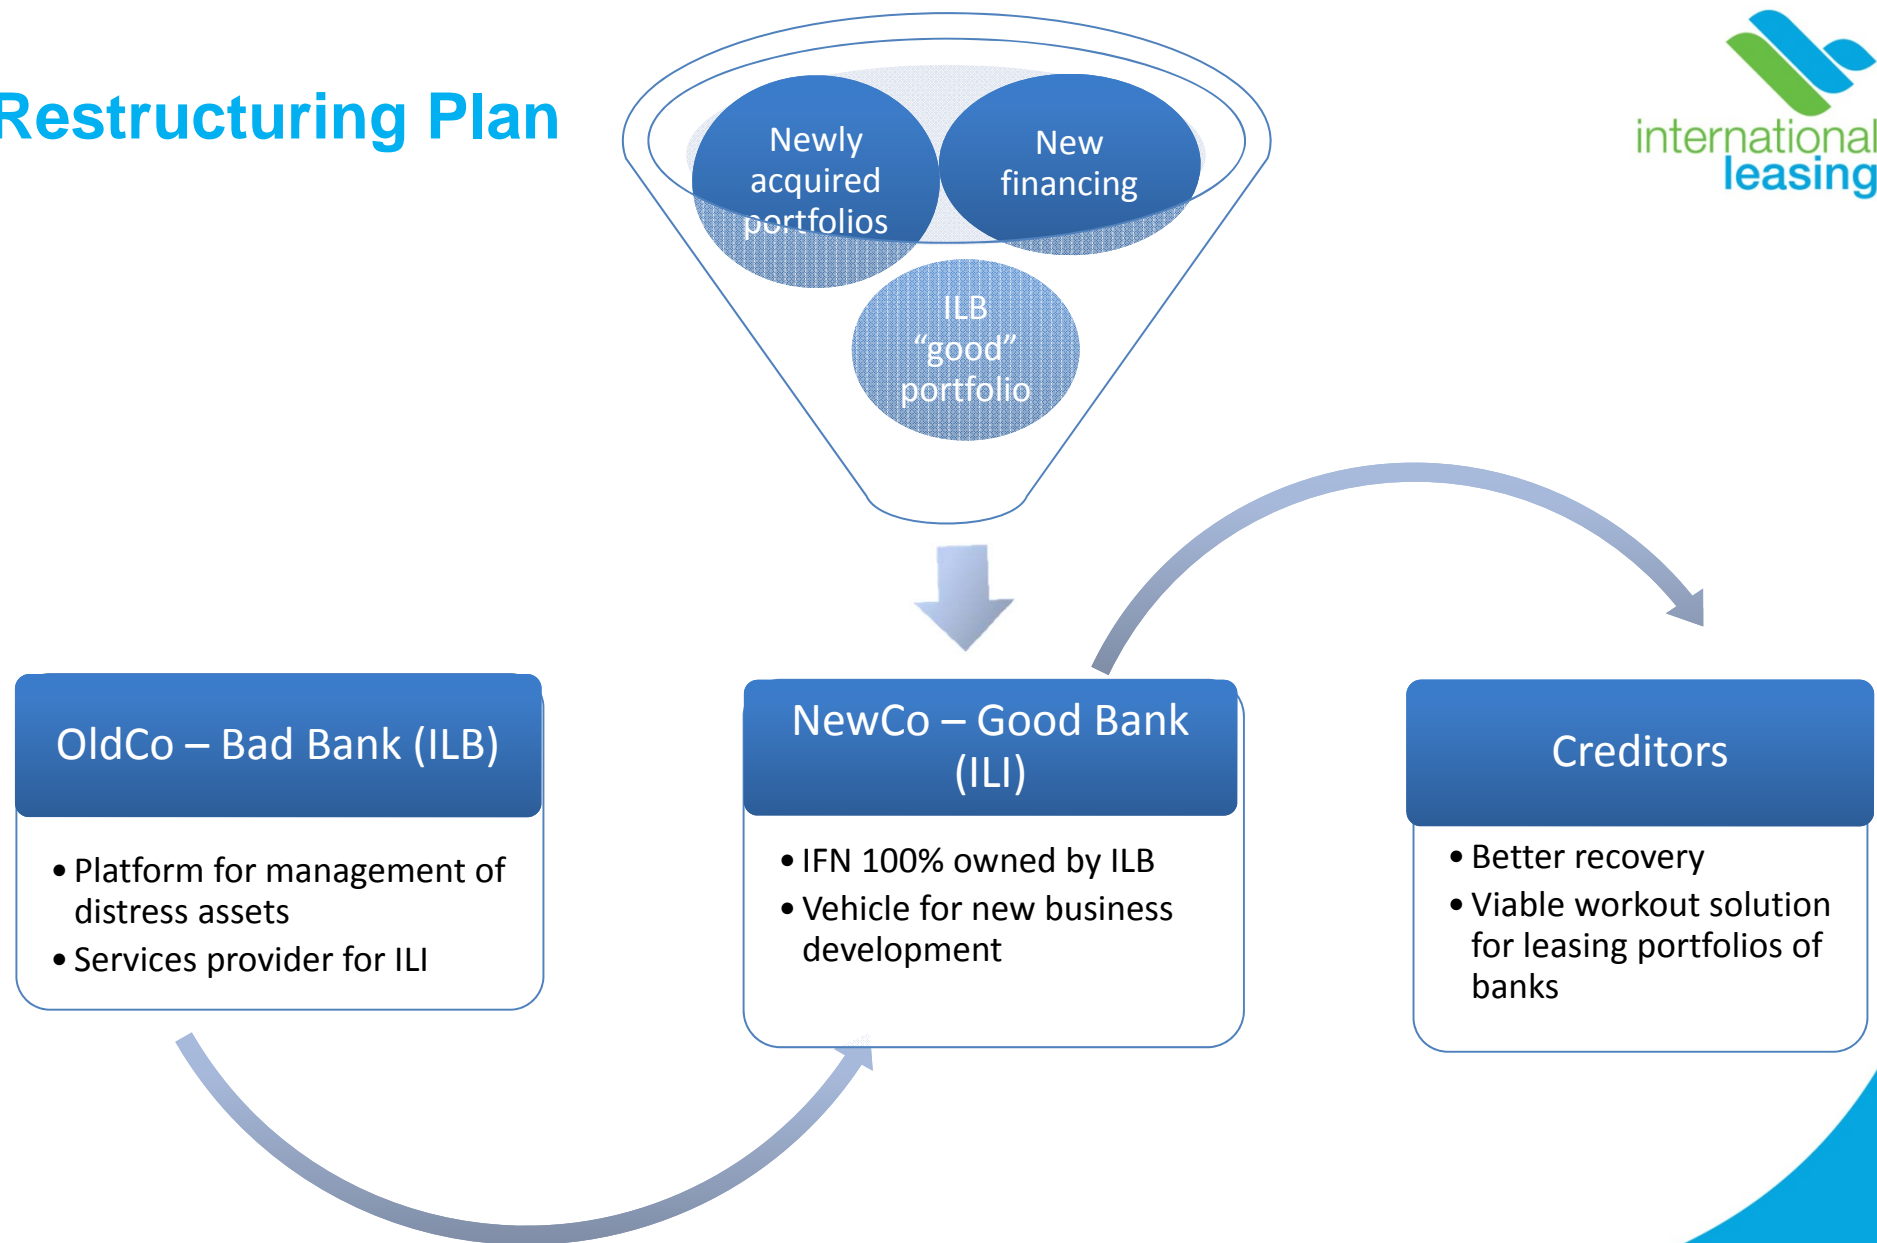 Restructuring Plan
international
leasing
Newly
acquired
portfolios
New
financing
ILB
“good”
portfolio
OldCo – Bad Bank (ILB)
• Platform for management of
distress assets
• Services provider for ILI
NewCo – Good Bank
(ILI)
• IFN 100% owned by ILB
• Vehicle for new business
development
Creditors
• Better recovery
• Viable workout solution
for leasing portfolios of
banks